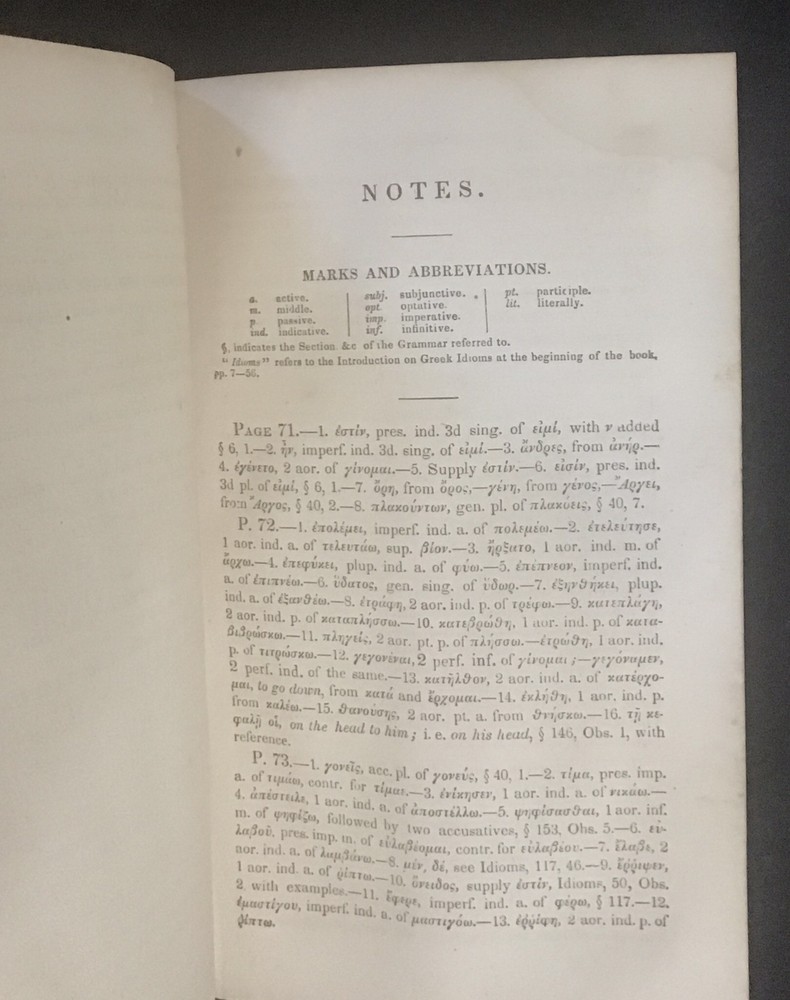 NOTES.
MARKS AND ABBREVIATIONS.
a. active.
m. middle.
p. passive.
ind. indicative.
subj. subjunctive.
opt. optative.
imp. imperative.
inf. infinitive.
pt. participle.
lit. literally.
§, indicates the Section &c of the Grammar referred to.
"Idioms" refers to the Introduction on Greek Idioms at the beginning of the book,
pp. 7—56.
PAGE 71.—1. ἐστίν, pres. ind. 3d sing. of εἰμί, with ν added
§ 6, 1.—2. ἦν, imperf. ind. 3d. sing. of εἰμί.—3. ἄνδρες, from ἀνήρ.—
4. ἐγένετο, 2 aor. of γίνομαι.—5. Supply ἐστίν.—6. εἰσίν, pres. ind.
3d pl. of εἰμί, § 6, 1.—7. ὄρη, from ὄρος,—γένη, from γένος,—Ἄργει,
from Ἄργος, § 40, 2.—8. πλακούντων, gen. pl. of πλακόεις, § 40, 7.
P. 72.—1. ἐπολέμει, imperf. ind. a. of πολεμέω.—2. ἐτελεύτησε,
1 aor. ind. a. of τελευτάω, sup. βίον.—3. ἤρξατο, 1 aor. ind. m. of
ἄρχω.—4. ἐπεφύκει, plup. ind. a. of φύω.—5. ἐπέπνεον, imperf. ind.
a. of ἐπιπνέω.—6. ὕδατος, gen. sing. of ὕδωρ.—7. ἐξηνθήκει, plup.
ind. a. of ἐξανθέω.—8. ἐτράφη, 2 aor. ind. p. of τρέφω.—9. κατεπλάγη,
2 aor. ind. p. of καταπλήσσω.—10. κατεβρώθη, 1 aor. ind. p. of κατα-
βιβρώσκω.—11. πληγείς, 2 aor. pt. p. of πλήσσω.—ἐτρώθη, 1 aor. ind.
p. of τιτρώσκω.—12. γεγονέναι, 2 perf. inf. of γίνομαι;—γεγόναμεν,
2 perf. ind. of the same.—13. κατῆλθον, 2 aor. ind. a. of κατέρχο-
μαι, to go down, from κατά and ἔρχομαι.—14. ἐκλήθη, 1 aor. ind. p.
from καλέω.—15. θανούσης, 2 aor. pt. a. from θνήσκω.—16. τῇ κε-
φαλῇ οἱ, on the head to him; i. e. on his head, § 146, Obs. 1, with
reference.
P. 73.—1. γονεῖς, acc. pl. of γονεύς, § 40, 1.—2. τίμα, pres. imp.
a. of τιμάω, contr. for τίμαε.—3. ἐνίκησεν, 1 aor. ind. a. of νικάω.—
4. ἀπέστειλε, 1 aor. ind. a. of ἀποστέλλω.—5. ψηφίσασθαι, 1 aor. inf.
m. of ψηφίζω, followed by two accusatives, § 153, Obs. 5.—6. εὐ-
λαβοῦ, pres. imp. m. of εὐλαβέομαι, contr. for εὐλαβέου.—7. ἔλαβε, 2
aor. ind. a. of λαμβάνω.—8. μέν, δέ, see Idioms, 117, 46.—9. ἔῤῥιψεν,
1 aor. ind. a. of ῥίπτω.—10. ὄνειδος, supply ἐστίν, Idioms, 50, Obs.
2 with examples.—11. ἔφερε, imperf. ind. a. of φέρω, § 117.—12.
ἐμαστίγου, imperf. ind. a. of μαστιγόω.—13. ἐῤῥίφη, 2 aor. ind. p. of
ῥίπτω.